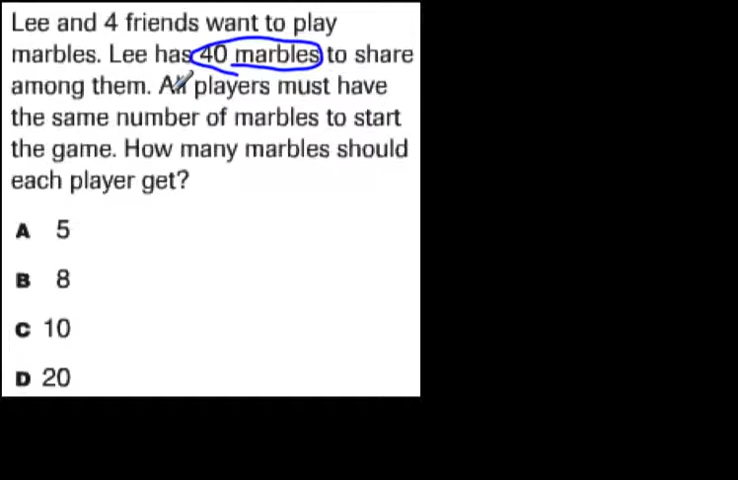 Lee and 4 friends want to play
marbles. Lee has 40 marbles to share
among them. All players must have
the same number of marbles to start
the game. How many marbles should
each player get?
A 5
B 8
C 10
D 20